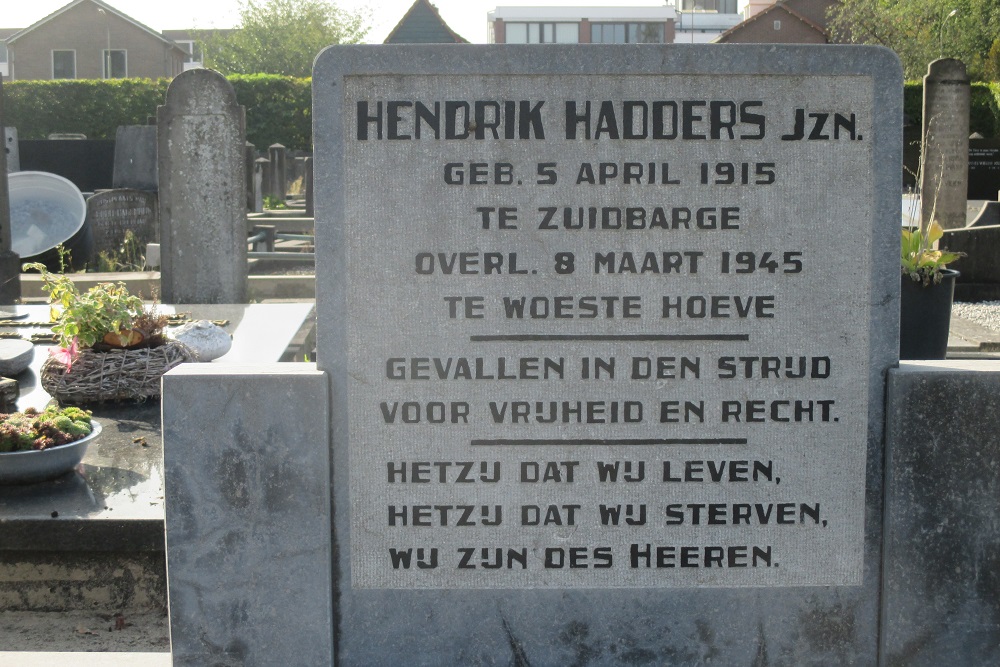 HENDRIK HADDERS JZN.
GEB. 5 APRIL 1915
TE ZUIDBARGE
OVERL. 8 MAART 1945
TE WOESTE HOEVE
GEVALLEN IN DEN STRIJD
VOOR VRIJHEID EN RECHT.
HETZIJ DAT WIJ LEVEN,
HETZIJ DAT WIJ STERVEN,
WIJ ZIJN DES HEEREN.